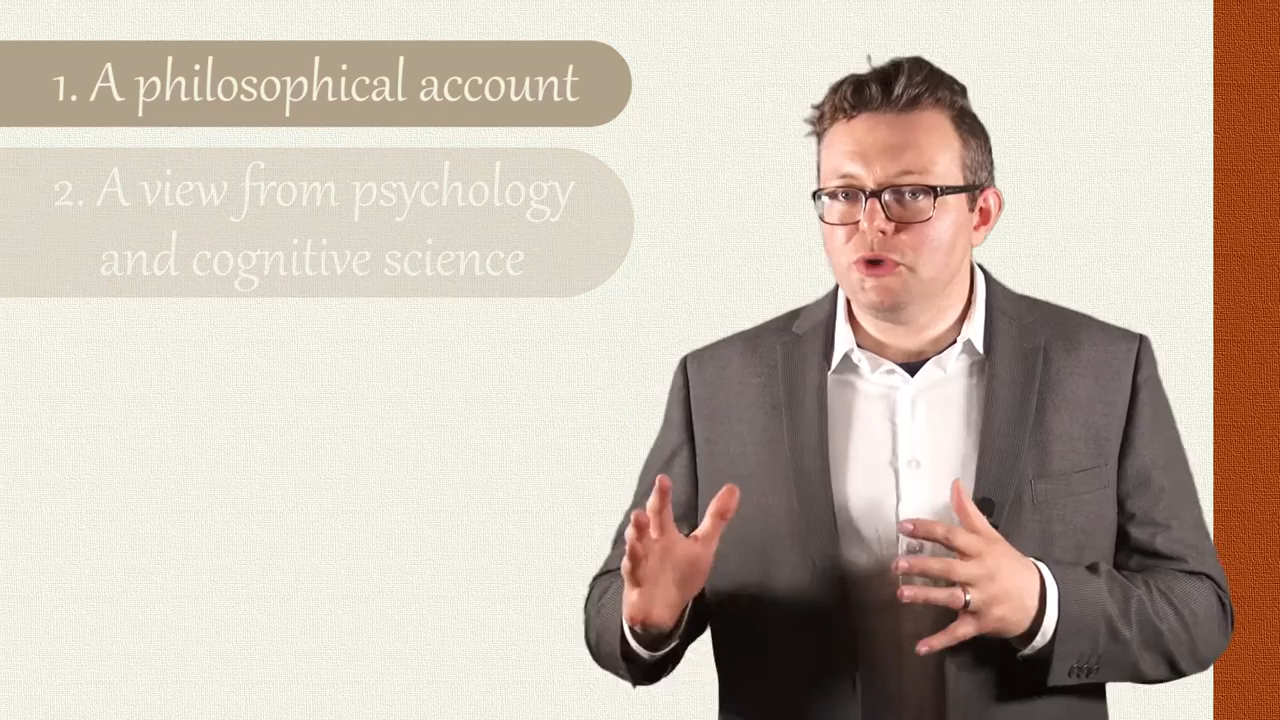 1. A philosophical account
2. A view from psychology
and cognitive science